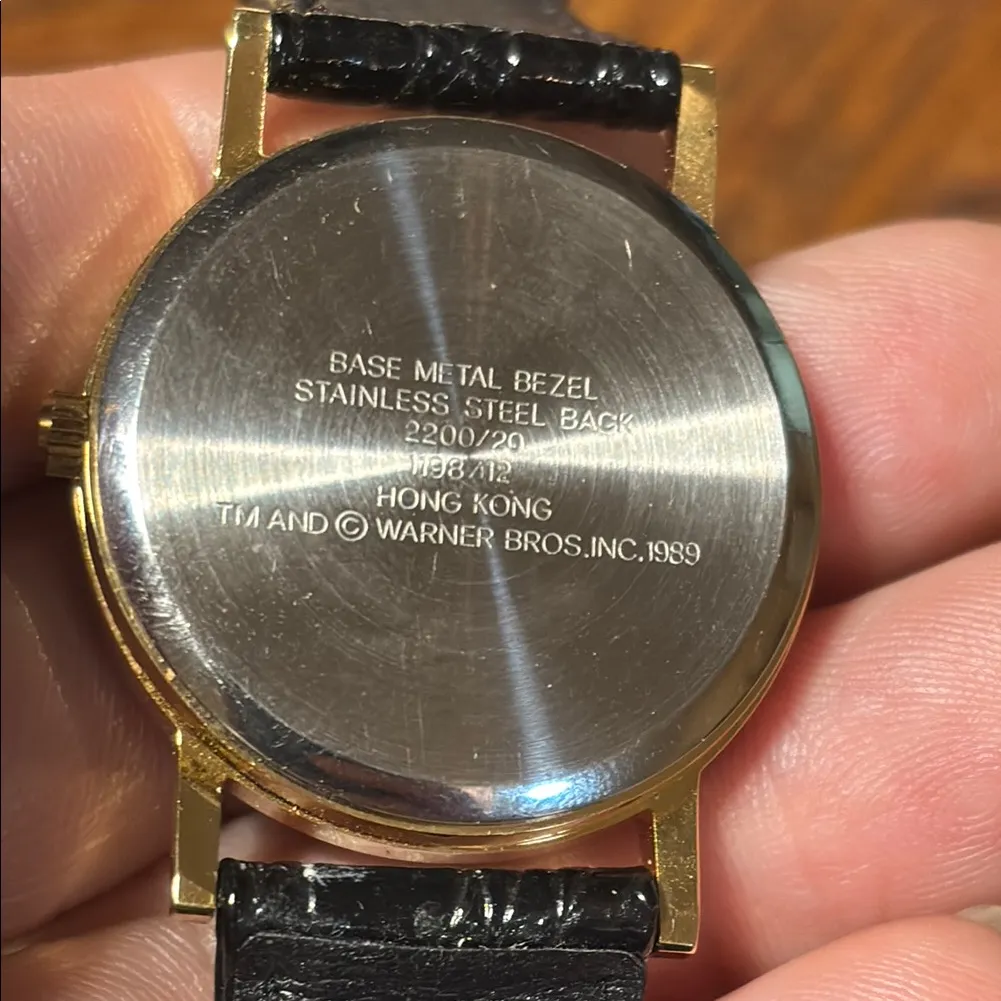 BASE METAL BEZEL
STAINLESS STEEL BACK
2200/20
1198/12
HONG KONG
TM AND © WARNER BROS.INC.1989